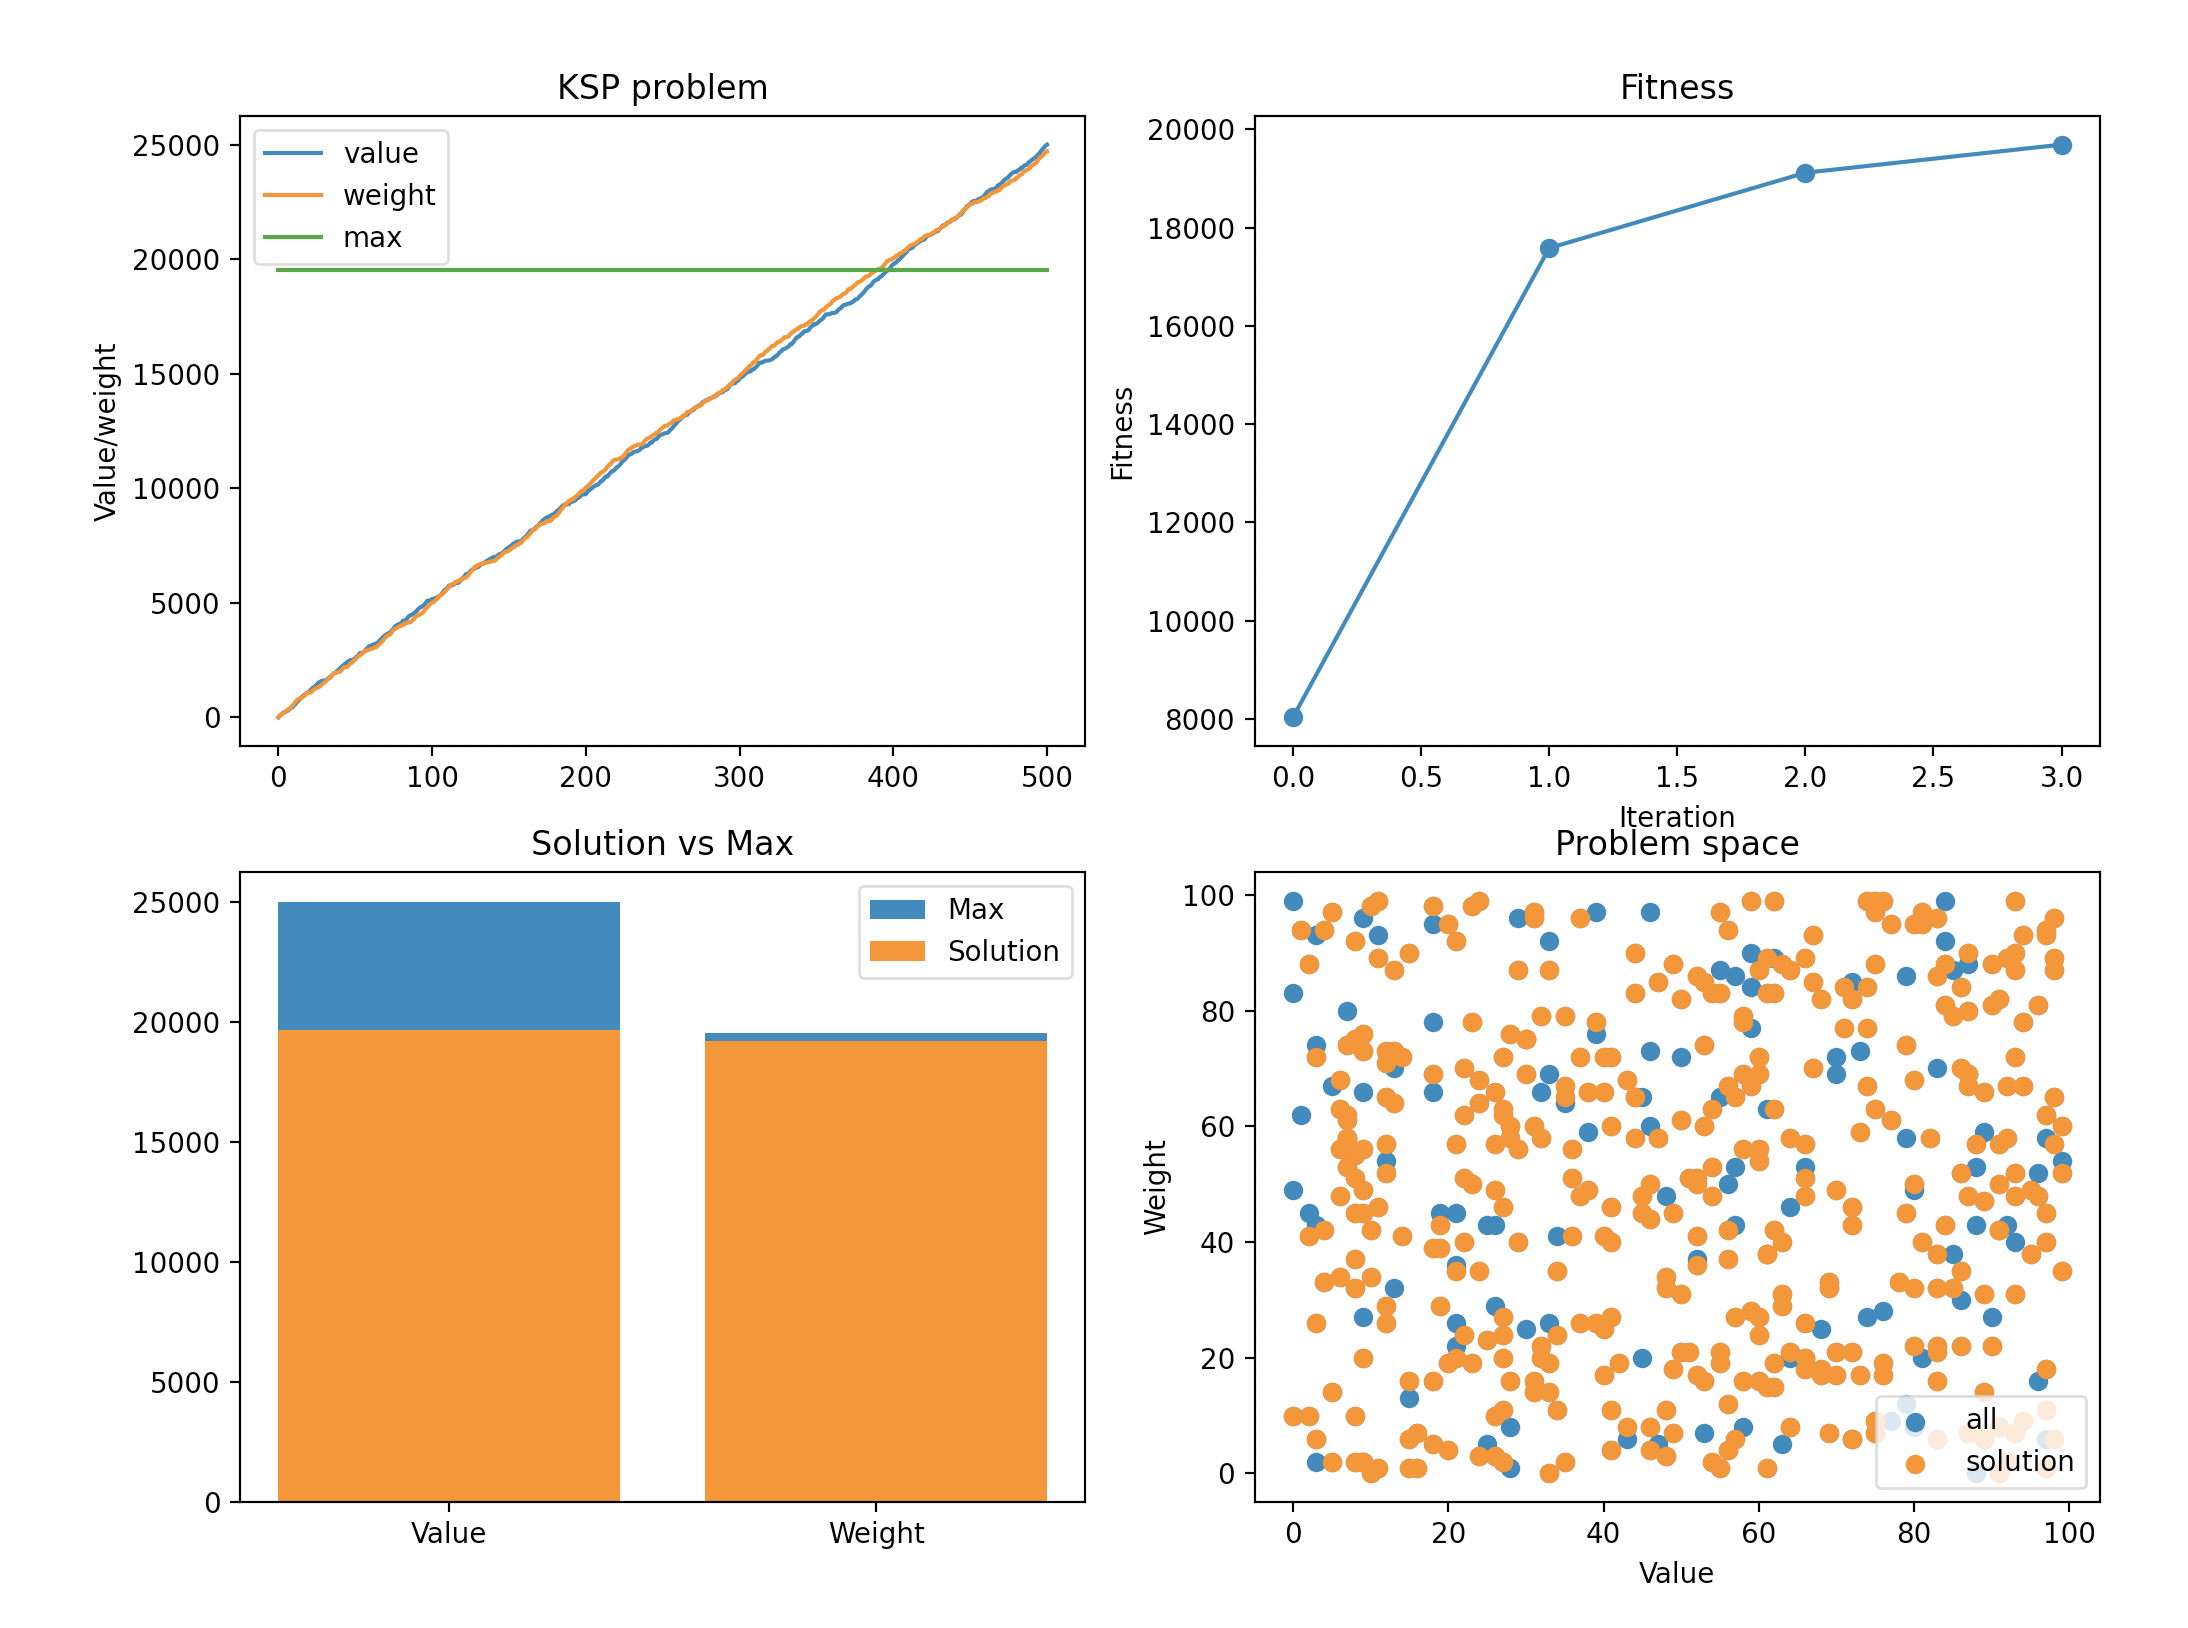 KSP problem
25000
20000
15000
10000
5000
0
Value/weight
value
weight
max
0 100 200 300 400 500
Fitness
20000
18000
16000
14000
12000
10000
8000
Fitness
0.0 0.5 1.0 1.5 2.0 2.5 3.0
Iteration
Solution vs Max
25000
20000
15000
10000
5000
0
Max
Solution
Value Weight
Problem space
100
80
60
40
20
0
Weight
all
solution
0 20 40 60 80 100
Value